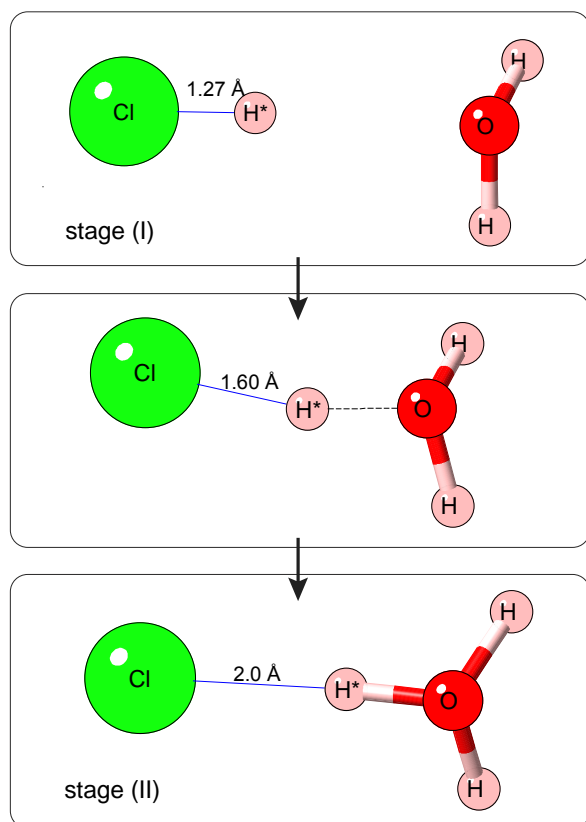 H
1.27 Å
Cl
H*
O
H
stage (I)
H
Cl
1.60 Å
H*
O
H
H
Cl
2.0 Å
H*
O
H
stage (II)